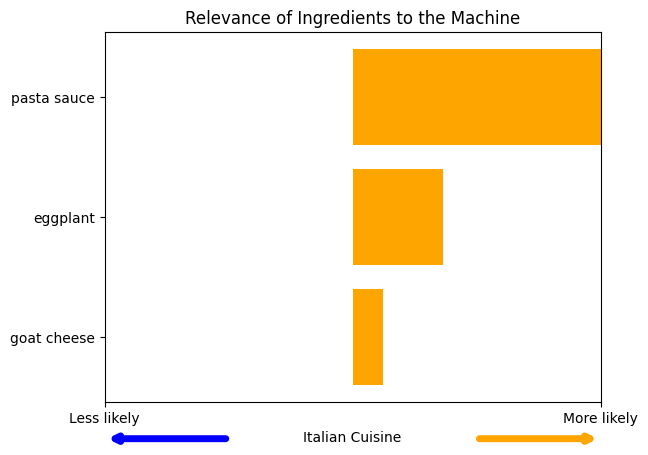 Relevance of Ingredients to the Machine
pasta sauce
eggplant
goat cheese
Less likely
More likely
Italian Cuisine